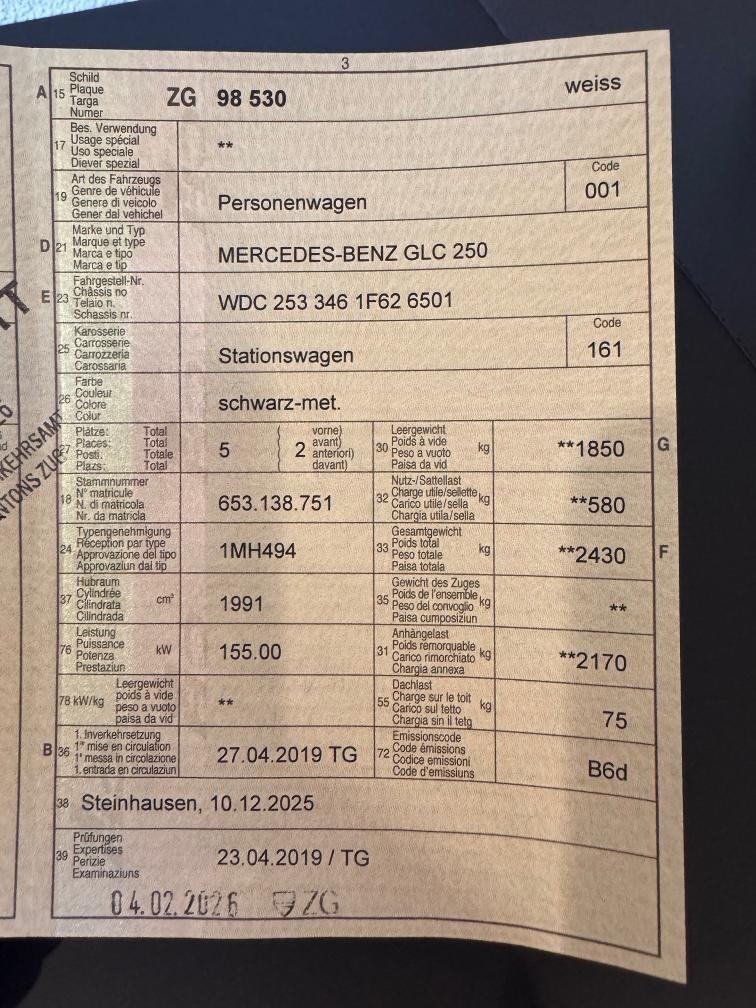 3
A 15 Schild
Plaque
Targa
Numer
ZG 98 530
weiss
17 Bes. Verwendung
Usage spécial
Uso speciale
Diever spezial
**
19 Art des Fahrzeugs
Genre de véhicule
Genere di veicolo
Gener dal vehichel
Personenwagen
Code
001
D 21 Marke und Typ
Marque et type
Marca e tipo
Marca e tip
MERCEDES-BENZ GLC 250
E 23 Fahrgestell-Nr.
Châssis no
Telaio n.
Schassis nr.
WDC 253 346 1F62 6501
25 Karosserie
Carrosserie
Carrozzeria
Carossaria
Stationswagen
Code
161
26 Farbe
Couleur
Colore
Colur
schwarz-met.
27 Plätze: Total
Places: Total
Posti: Totale
Plazs: Total
5
( 2 vorne)
avant)
anteriori)
davant)
30 Leergewicht
Poids à vide
Peso a vuoto
Paisa da vid
kg
**1850
G
18 Stammnummer
N° matricule
N. di matricola
Nr. da matricla
653.138.751
32 Nutz-/Sattellast
Charge utile/sellette
Carico utile/sella
Chargia utila/sella
kg
**580
24 Typengenehmigung
Réception par type
Approvazione del tipo
Approvaziun dal tip
1MH494
33 Gesamtgewicht
Poids total
Peso totale
Paisa totala
kg
**2430
F
37 Hubraum
Cylindrée
Cilindrata
Cilindrada
cm³
1991
35 Gewicht des Zuges
Poids de l'ensemble
Peso del convoglio
Paisa cumposiziun
kg
**
76 Leistung
Puissance
Potenza
Prestaziun
kW
155.00
31 Anhängelast
Poids remorquable
Carico rimorchiato
Chargia annexa
kg
**2170
78 kW/kg Leergewicht
poids à vide
peso a vuoto
paisa da vid
**
55 Dachlast
Charge sur le toit
Carico sul tetto
Chargia sin il tetg
kg
75
B 36 1. Inverkehrsetzung
1re mise en circulation
1a messa in circolazione
1. entrada en circulaziun
27.04.2019 TG
72 Emissionscode
Code émissions
Codice emissioni
Code d'emissiuns
B6d
38 Steinhausen, 10.12.2025
39 Prüfungen
Expertises
Perizie
Examinaziuns
23.04.2019 / TG
04.02.2026 ZG
KEHRSAMT
NTONS ZUG